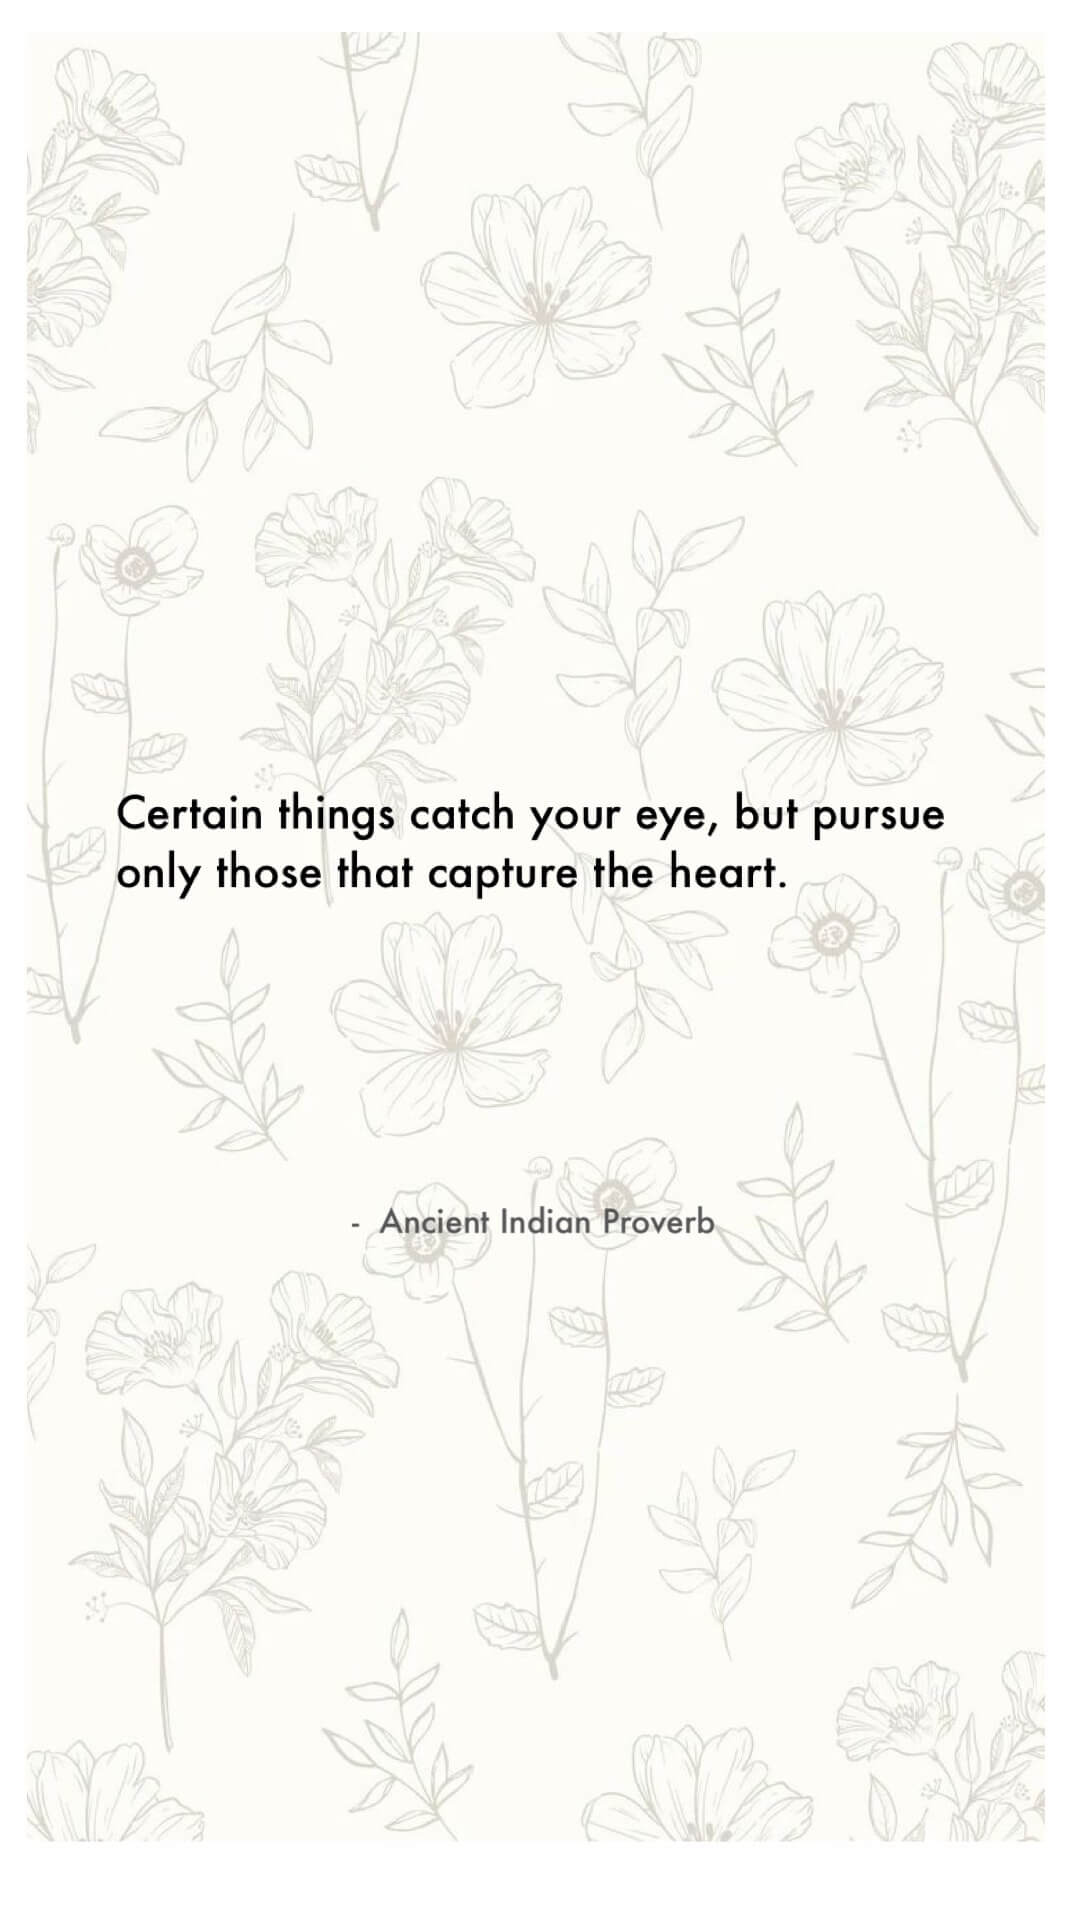 Certain things catch your eye, but pursue
only those that capture the heart.
- Ancient Indian Proverb